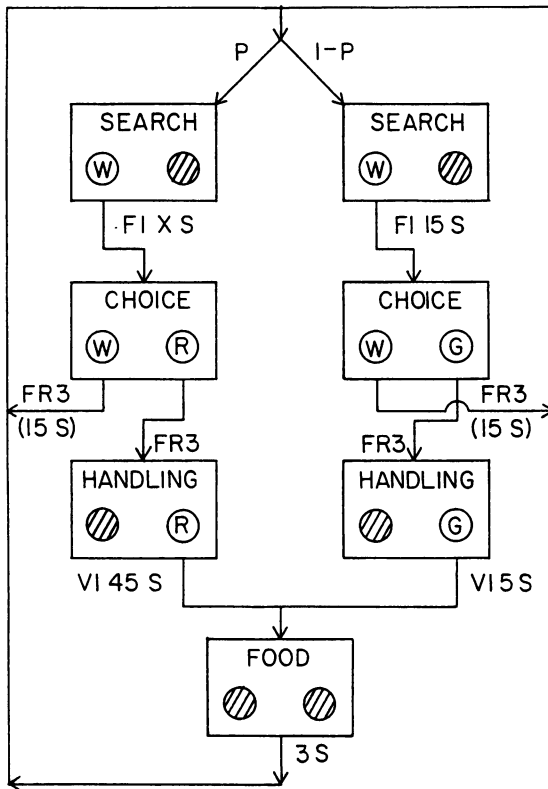 P 1-P
SEARCH SEARCH
W W
FI X S FI 15 S
CHOICE CHOICE
W R W G
FR3 FR3
(15 S) (15 S)
FR3 FR3
HANDLING HANDLING
R G
VI 45 S VI 5 S
FOOD
3 S